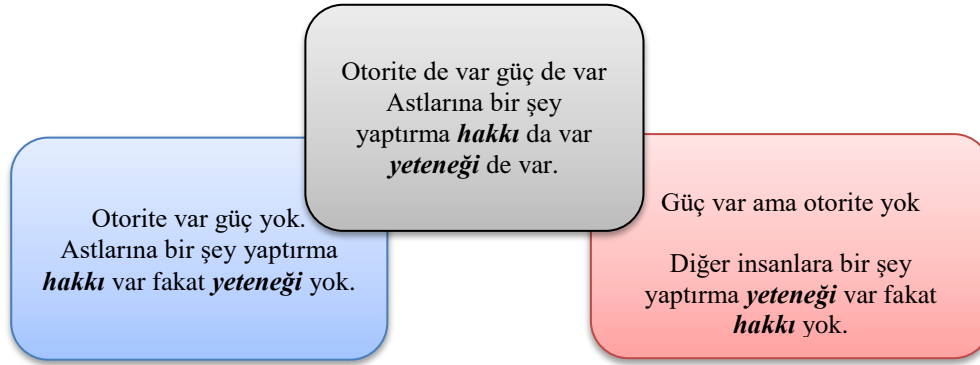 Otorite de var güç de var
Astlarına bir şey
yaptırma hakkı da var
yeteneği de var.
Otorite var güç yok.
Astlarına bir şey yaptırma
hakkı var fakat yeteneği yok.
Güç var ama otorite yok
Diğer insanlara bir şey
yaptırma yeteneği var fakat
hakkı yok.